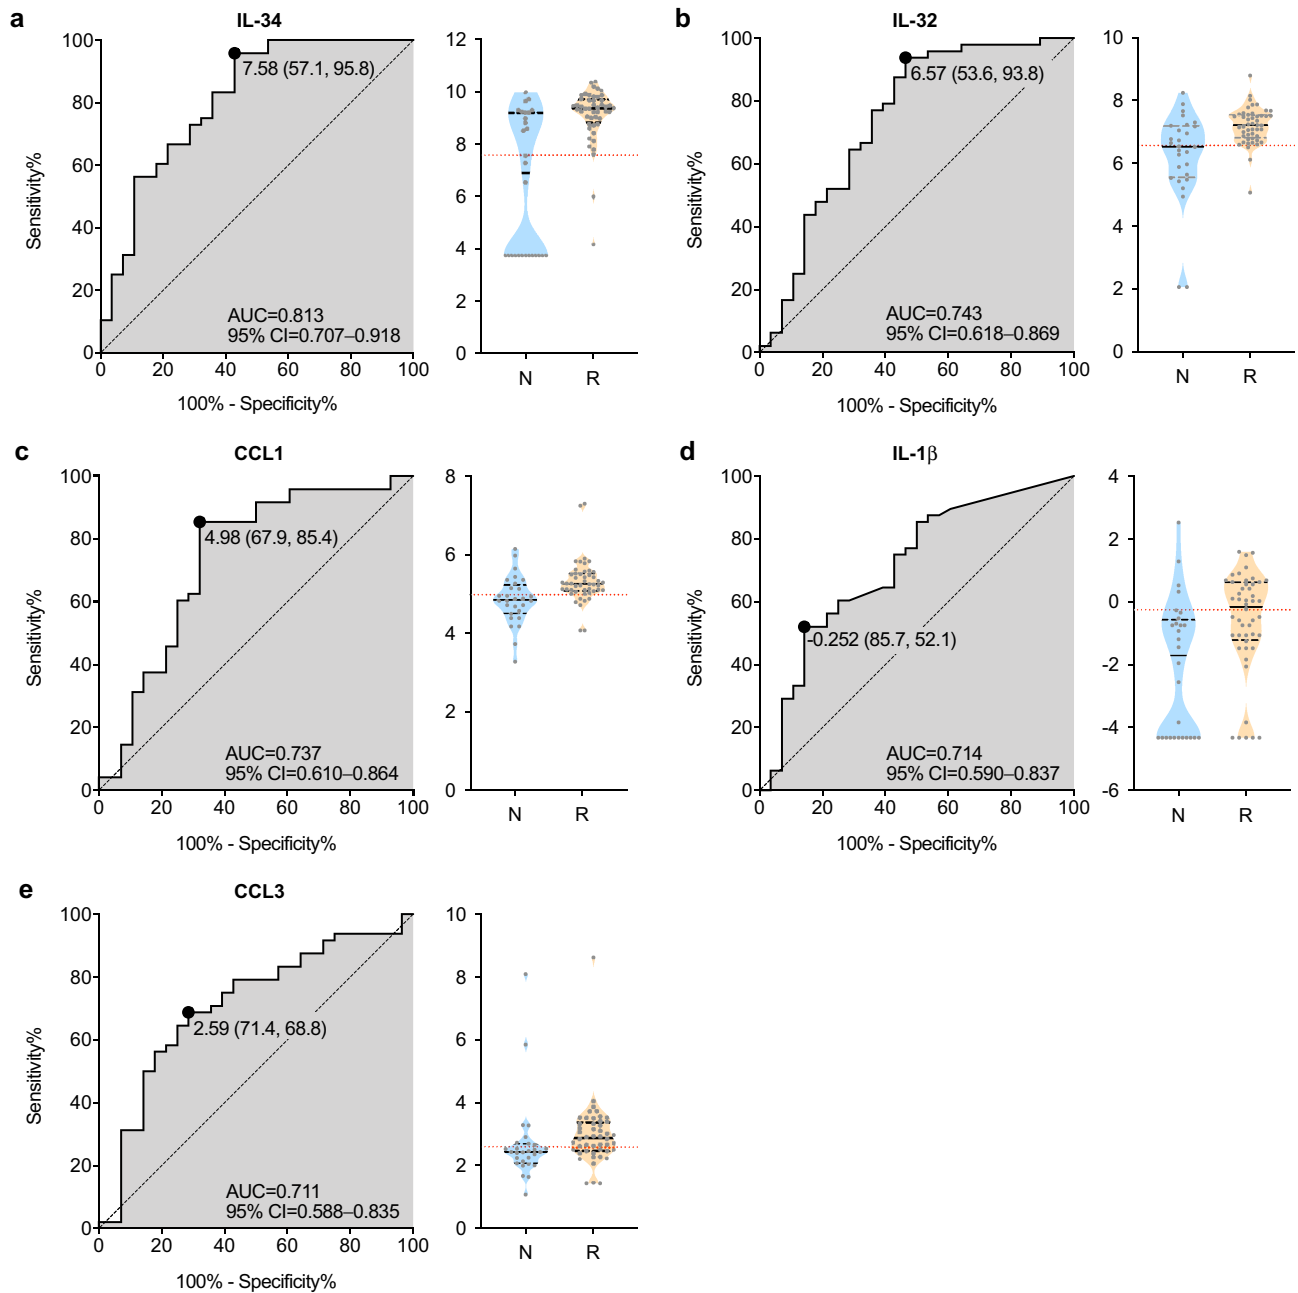 a
IL-34
100
80
60
40
20
0
0 20 40 60 80 100
Sensitivity%
100% - Specificity%
7.58 (57.1, 95.8)
AUC=0.813
95% CI=0.707–0.918
12
10
8
6
4
2
0
N R
b
IL-32
100
80
60
40
20
0
0 20 40 60 80 100
Sensitivity%
100% - Specificity%
6.57 (53.6, 93.8)
AUC=0.743
95% CI=0.618–0.869
10
8
6
4
2
0
N R
c
CCL1
100
80
60
40
20
0
0 20 40 60 80 100
Sensitivity%
100% - Specificity%
4.98 (67.9, 85.4)
AUC=0.737
95% CI=0.610–0.864
8
6
4
2
0
N R
d
IL-1β
100
80
60
40
20
0
0 20 40 60 80 100
Sensitivity%
100% - Specificity%
-0.252 (85.7, 52.1)
AUC=0.714
95% CI=0.590–0.837
4
2
0
-2
-4
-6
N R
e
CCL3
100
80
60
40
20
0
0 20 40 60 80 100
Sensitivity%
100% - Specificity%
2.59 (71.4, 68.8)
AUC=0.711
95% CI=0.588–0.835
10
8
6
4
2
0
N R